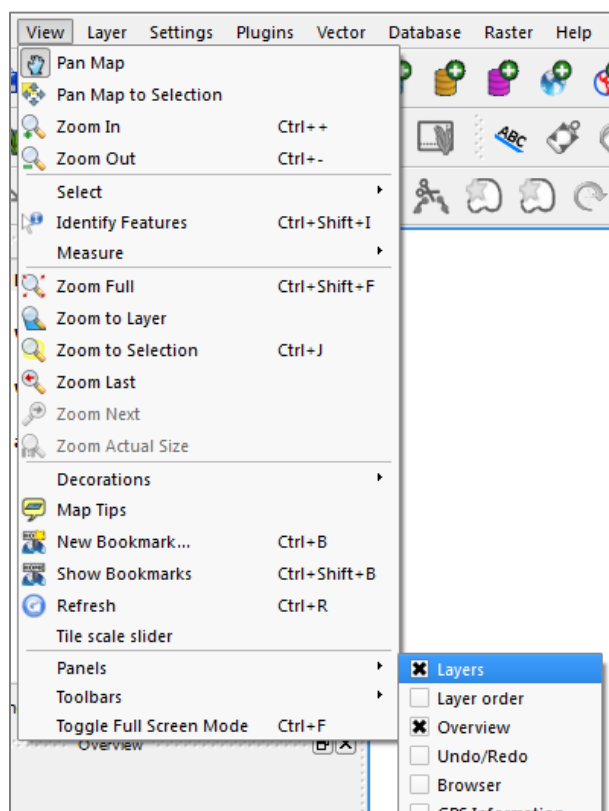 View Layer Settings Plugins Vector Database Raster Help
Pan Map
Pan Map to Selection
Zoom In Ctrl++
Zoom Out Ctrl+-
ABC
Select
Identify Features Ctrl+Shift+I
Measure
Zoom Full Ctrl+Shift+F
Zoom to Layer
Zoom to Selection Ctrl+J
Zoom Last
Zoom Next
Zoom Actual Size
Decorations
Map Tips
New Bookmark... Ctrl+B
Show Bookmarks Ctrl+Shift+B
Refresh Ctrl+R
Tile scale slider
Panels
Toolbars
Toggle Full Screen Mode Ctrl+F
Overview
Layers
Layer order
Overview
Undo/Redo
Browser
GPS Information